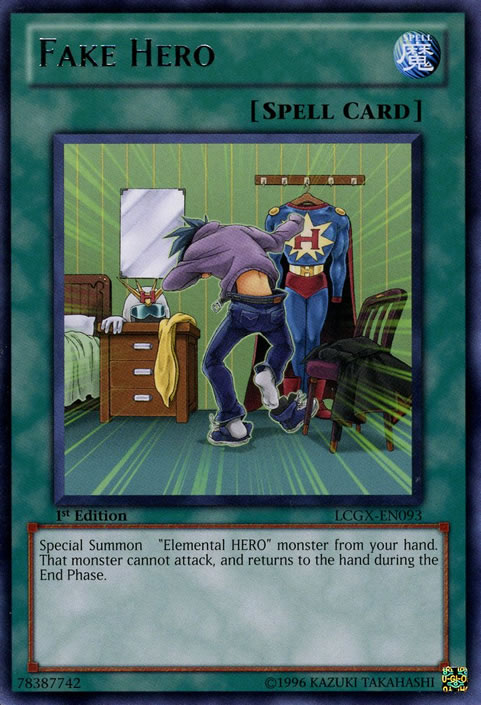 FAKE HERO
SPELL
魔
[SPELL CARD]
H
1st Edition
LCGX-EN093
Special Summon "Elemental HERO" monster from your hand.
That monster cannot attack, and returns to the hand during the
End Phase.
78387742
©1996 KAZUKI TAKAHASHI